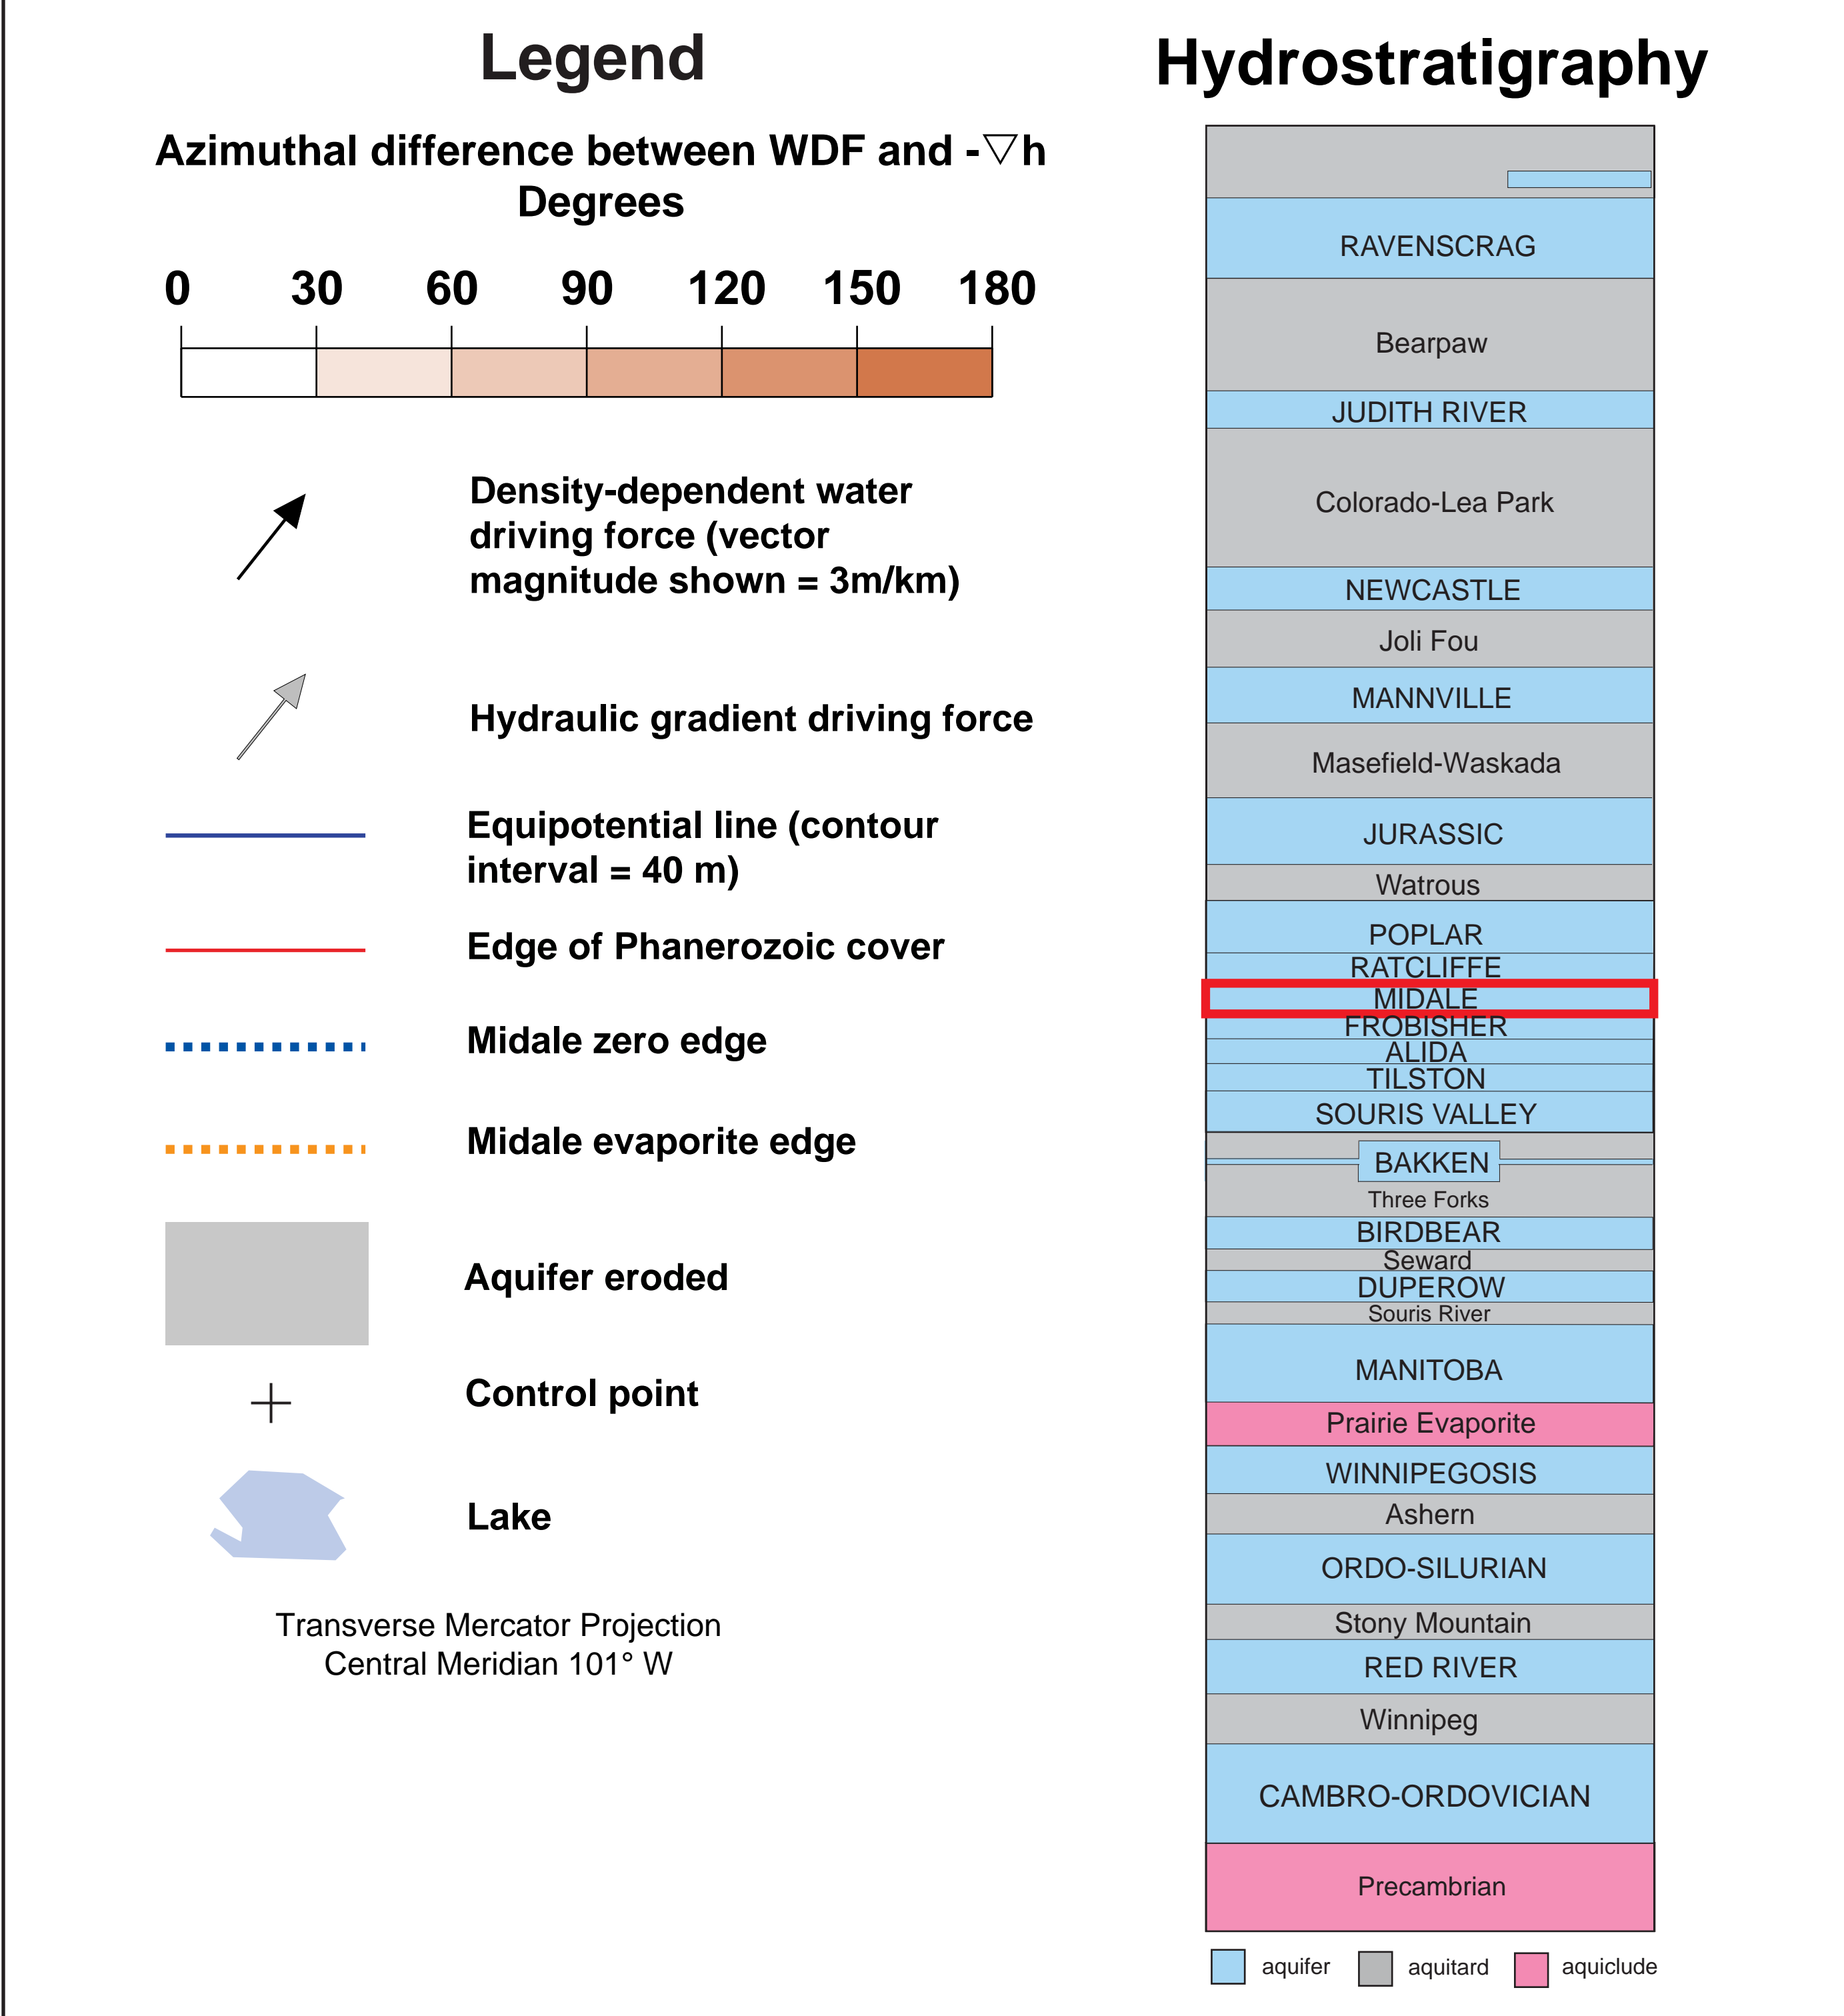 Legend
Azimuthal difference between WDF and -▽h
Degrees
0 30 60 90 120 150 180
Density-dependent water
driving force (vector
magnitude shown = 3m/km)
Hydraulic gradient driving force
Equipotential line (contour
interval = 40 m)
Edge of Phanerozoic cover
Midale zero edge
Midale evaporite edge
Aquifer eroded
Control point
Lake
Transverse Mercator Projection
Central Meridian 101° W
Hydrostratigraphy
RAVENSCRAG
Bearpaw
JUDITH RIVER
Colorado-Lea Park
NEWCASTLE
Joli Fou
MANNVILLE
Masefield-Waskada
JURASSIC
Watrous
POPLAR
RATCLIFFE
MIDALE
FROBISHER
ALIDA
TILSTON
SOURIS VALLEY
BAKKEN
Three Forks
BIRDBEAR
Seward
DUPEROW
Souris River
MANITOBA
Prairie Evaporite
WINNIPEGOSIS
Ashern
ORDO-SILURIAN
Stony Mountain
RED RIVER
Winnipeg
CAMBRO-ORDOVICIAN
Precambrian
aquifer aquitard aquiclude